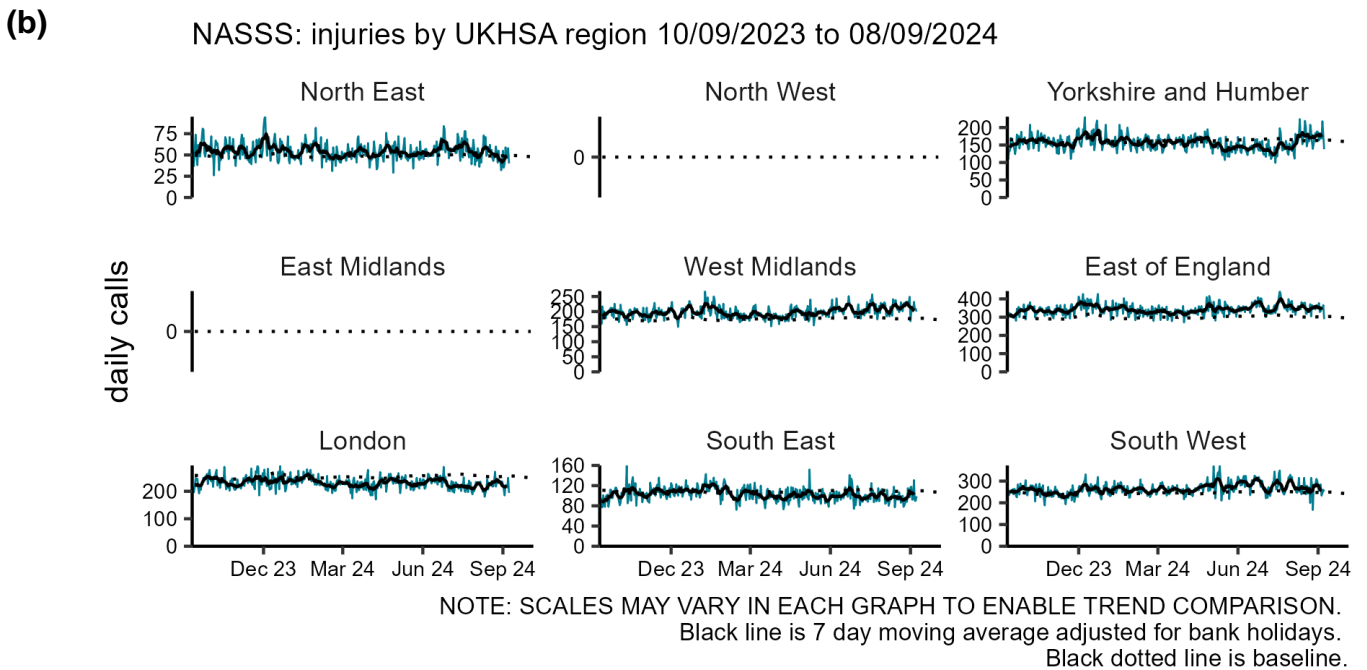 (b)
NASSS: injuries by UKHSA region 10/09/2023 to 08/09/2024
daily calls
North East
75
50
25
0
North West
0
Yorkshire and Humber
200
150
100
50
0
East Midlands
0
West Midlands
250
200
150
100
50
0
East of England
400
300
200
100
0
London
200
100
0
Dec 23 Mar 24 Jun 24 Sep 24
South East
160
120
80
40
0
Dec 23 Mar 24 Jun 24 Sep 24
South West
300
200
100
0
Dec 23 Mar 24 Jun 24 Sep 24
NOTE: SCALES MAY VARY IN EACH GRAPH TO ENABLE TREND COMPARISON.
Black line is 7 day moving average adjusted for bank holidays.
Black dotted line is baseline.